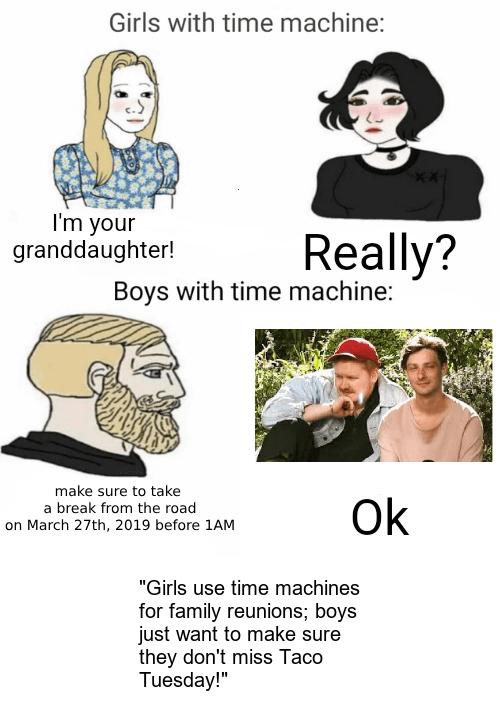 Girls with time machine:
I'm your
granddaughter!
Really?
Boys with time machine:
make sure to take
a break from the road
on March 27th, 2019 before 1AM
Ok
"Girls use time machines
for family reunions; boys
just want to make sure
they don't miss Taco
Tuesday!"